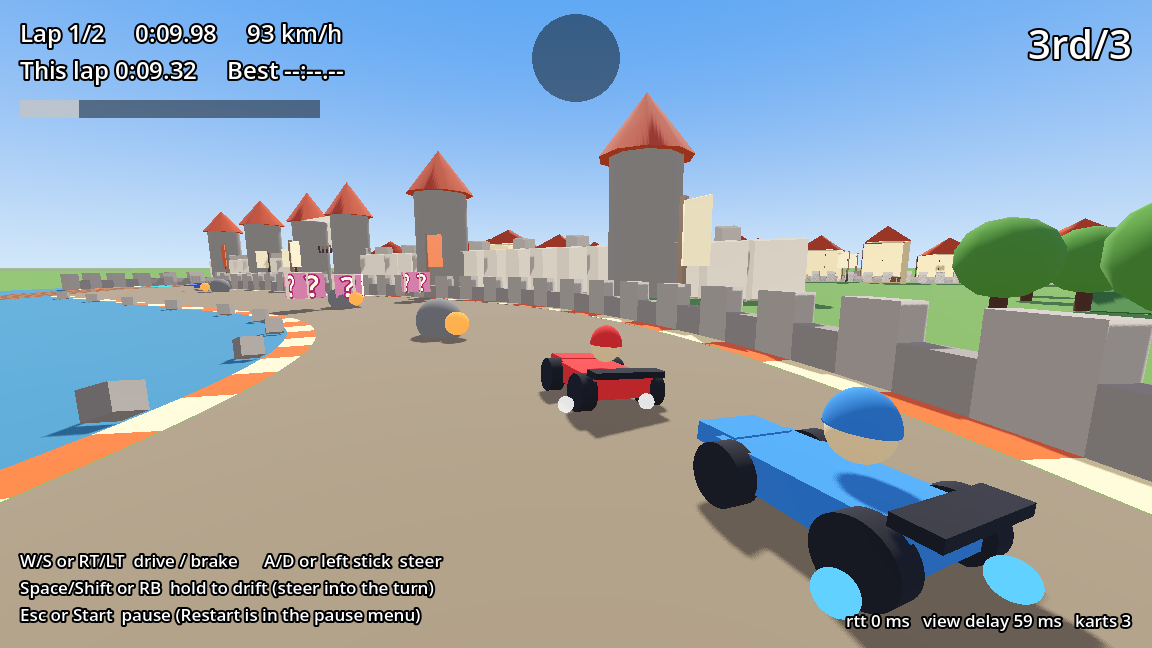 Lap 1/2 0:09.98 93 km/h
3rd/3
This lap 0:09.32 Best --:--.--
? ? ? ? ?
W/S or RT/LT drive / brake A/D or left stick steer
Space/Shift or RB hold to drift (steer into the turn)
Esc or Start pause (Restart is in the pause menu)
rtt 0 ms view delay 59 ms karts 3